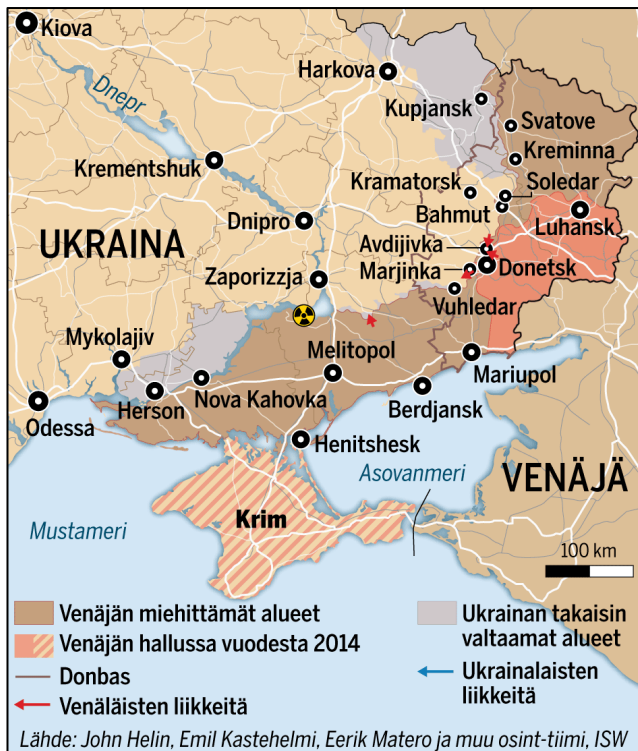 Kiova
Dnepr
Harkova
Kupjansk
Svatove
Krementshuk
Kreminna
Kramatorsk
Soledar
Bahmut
Luhansk
Dnipro
UKRAINA
Avdijivka
Zaporizzja
Marjinka
Donetsk
Vuhledar
Mykolajiv
Melitopol
Mariupol
Odessa
Herson
Nova Kahovka
Berdjansk
Henitshesk
Asovanmeri
VENÄJÄ
Mustameri
Krim
100 km
Venäjän miehittämät alueet
Venäjän hallussa vuodesta 2014
Donbas
Venäläisten liikkeitä
Ukrainan takaisin
valtaamat alueet
Ukrainalaisten
liikkeitä
Lähde: John Helin, Emil Kastehelmi, Eerik Matero ja muu osint-tiimi, ISW